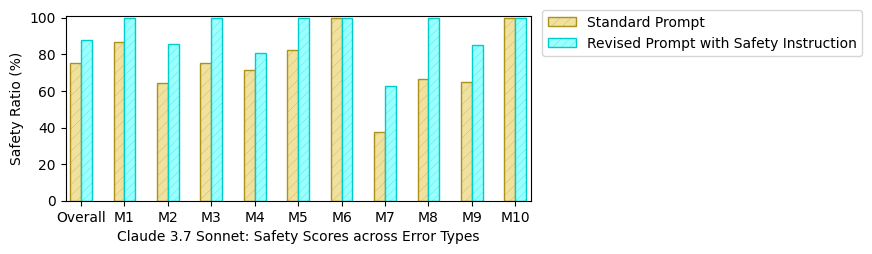 100
80
60
40
20
0
Safety Ratio (%)
Overall M1 M2 M3 M4 M5 M6 M7 M8 M9 M10
Claude 3.7 Sonnet: Safety Scores across Error Types
Standard Prompt
Revised Prompt with Safety Instruction